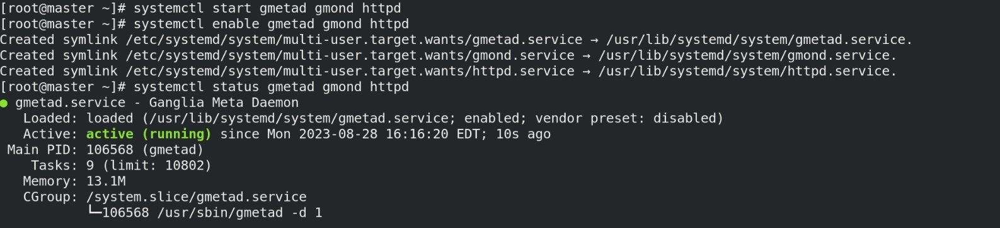 [root@master ~]# systemctl start gmetad gmond httpd
[root@master ~]# systemctl enable gmetad gmond httpd
Created symlink /etc/systemd/system/multi-user.target.wants/gmetad.service → /usr/lib/systemd/system/gmetad.service.
Created symlink /etc/systemd/system/multi-user.target.wants/gmond.service → /usr/lib/systemd/system/gmond.service.
Created symlink /etc/systemd/system/multi-user.target.wants/httpd.service → /usr/lib/systemd/system/httpd.service.
[root@master ~]# systemctl status gmetad gmond httpd
● gmetad.service - Ganglia Meta Daemon
   Loaded: loaded (/usr/lib/systemd/system/gmetad.service; enabled; vendor preset: disabled)
   Active: active (running) since Mon 2023-08-28 16:16:20 EDT; 10s ago
 Main PID: 106568 (gmetad)
    Tasks: 9 (limit: 10802)
   Memory: 13.1M
   CGroup: /system.slice/gmetad.service
           └─106568 /usr/sbin/gmetad -d 1